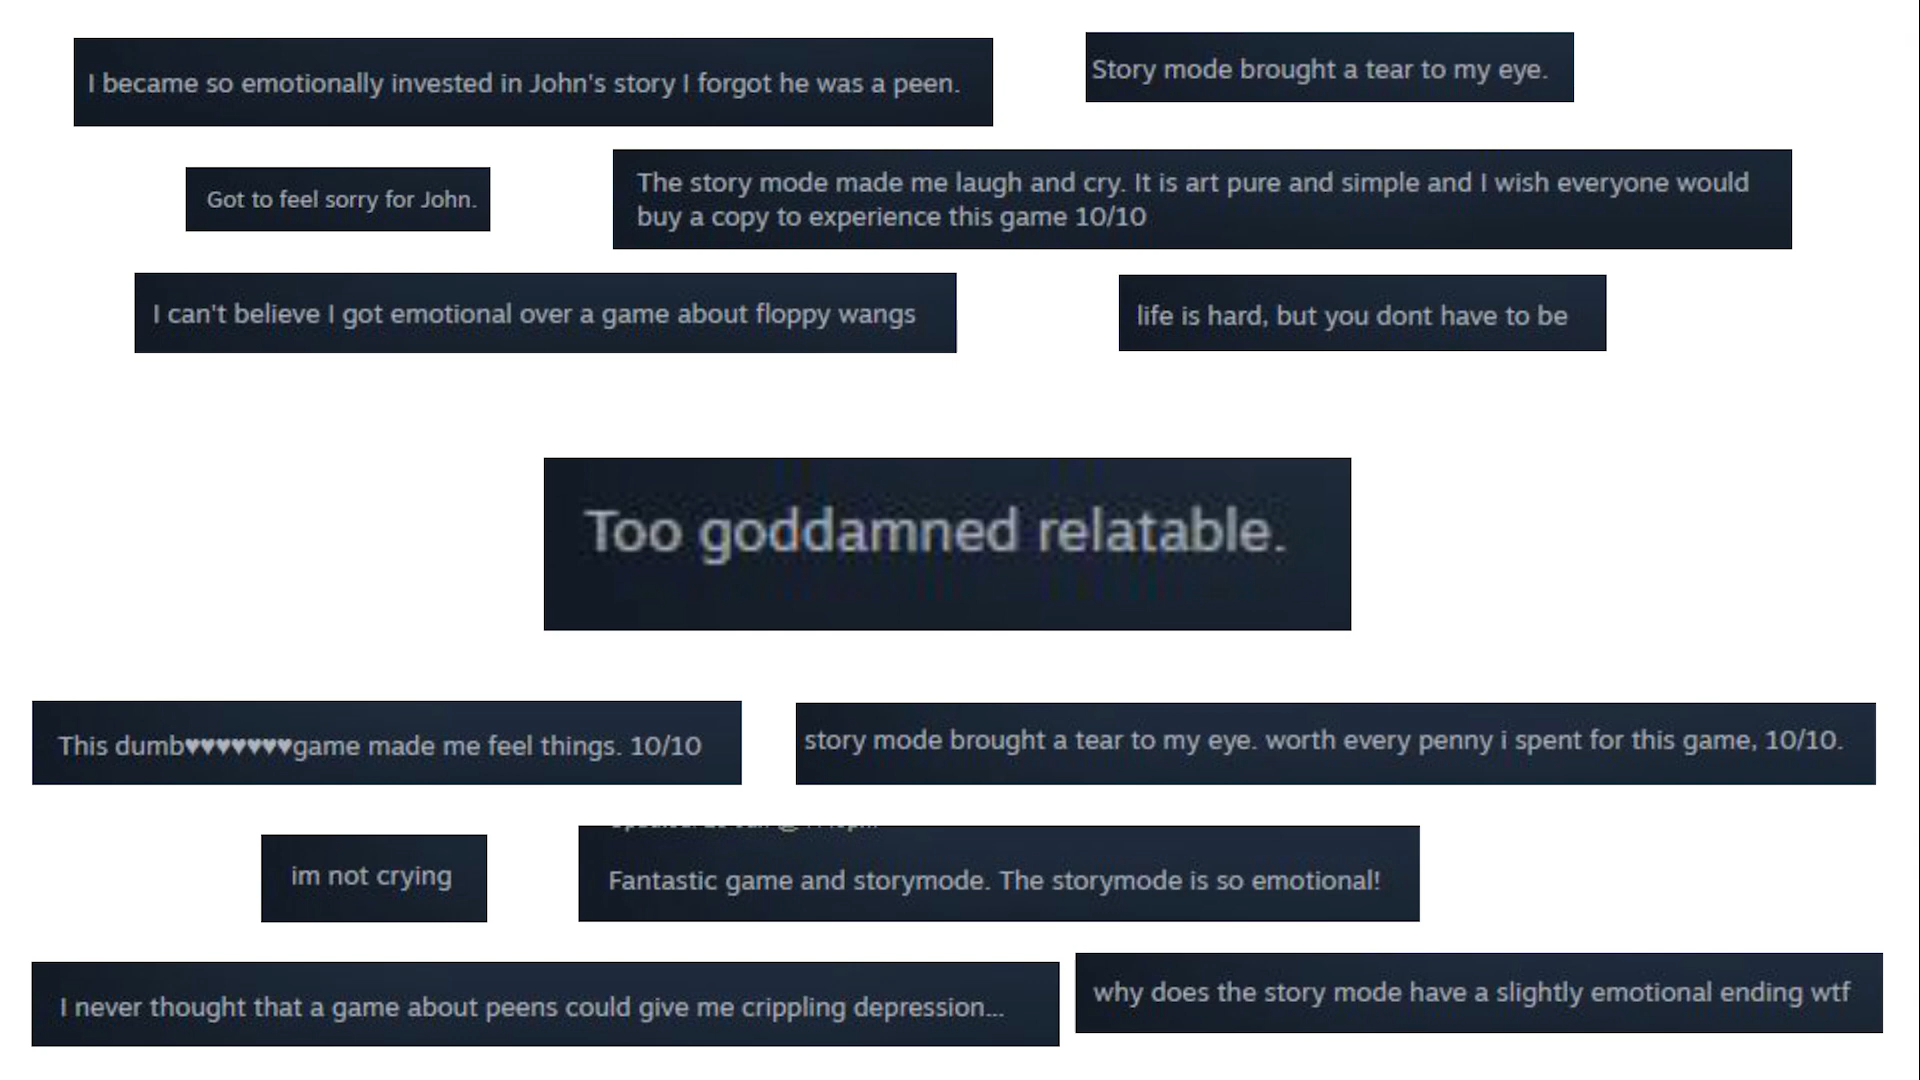 I became so emotionally invested in John's story I forgot he was a peen.
Story mode brought a tear to my eye.
Got to feel sorry for John.
The story mode made me laugh and cry. It is art pure and simple and I wish everyone would
buy a copy to experience this game 10/10
I can't believe I got emotional over a game about floppy wangs
life is hard, but you dont have to be
Too goddamned relatable.
This dumb♥♥♥♥♥♥♥game made me feel things. 10/10
story mode brought a tear to my eye. worth every penny i spent for this game, 10/10.
im not crying
Fantastic game and storymode. The storymode is so emotional!
I never thought that a game about peens could give me crippling depression...
why does the story mode have a slightly emotional ending wtf